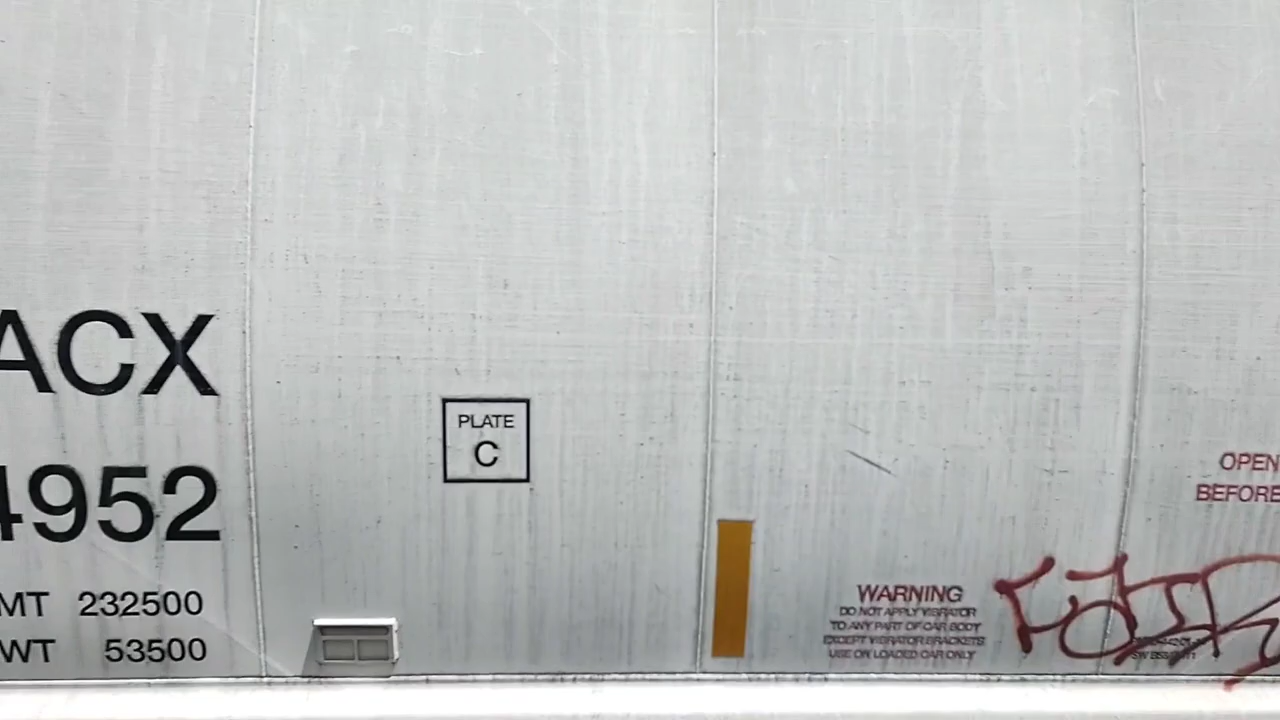 ACX
4952
MT 232500
WT 53500
PLATE
C
WARNING
DO NOT APPLY VIBRATOR
TO ANY PART OF CAR BODY
EXCEPT VIBRATOR BRACKETS
USE ON LOADED CAR ONLY
OPEN
BEFORE